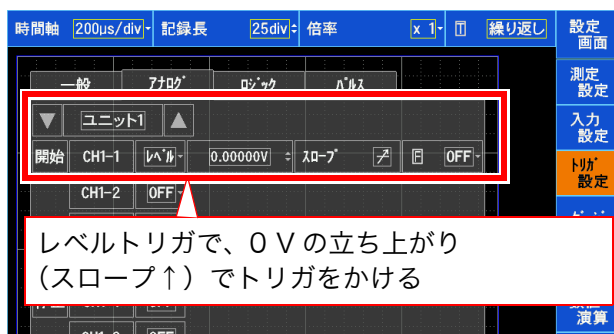 時間軸 200μs/div 記録長 25div 倍率 x 1 T 繰り返し
設定
画面
一般 ｱﾅﾛｸﾞ ﾛｼﾞｯｸ ﾊﾟﾙｽ
測定
設定
▼ ユニット1 ▲
入力
設定
開始 CH1-1 ﾚﾍﾞﾙ 0.00000V ｽﾛｰﾌﾟ F OFF
ﾄﾘｶﾞ
設定
CH1-2 OFF
レベルトリガで、0 V の立ち上がり
（スロープ↑）でトリガをかける
演算